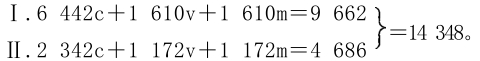 Ⅰ.6 442c+1 610v+1 610m=9 662
Ⅱ.2 342c+1 172v+1 172m=4 686
}=14 348。